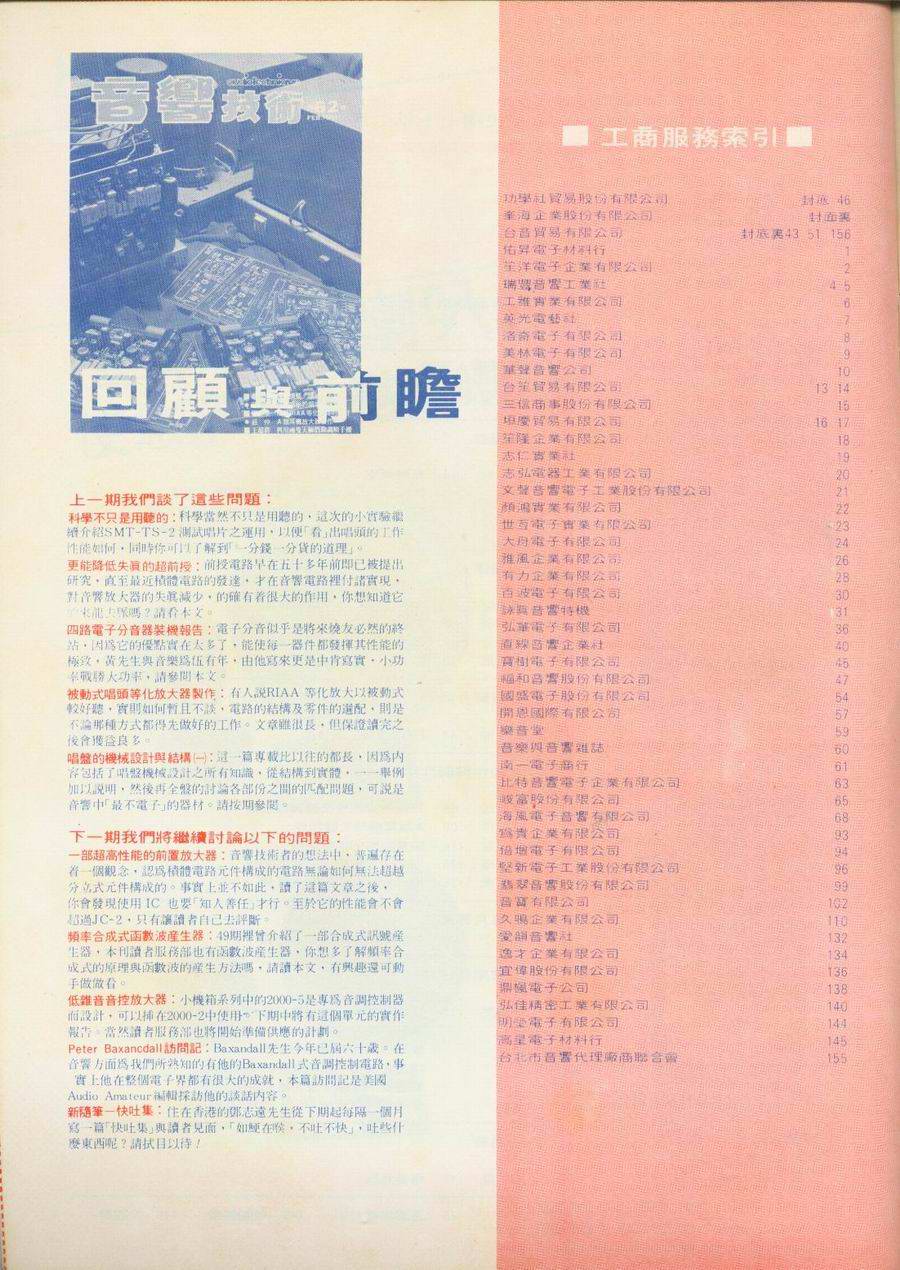 音響技術
62
回顧與前瞻
上一期我們談了這些問題：
科學不只是用聽的：科學當然不只是用聽的，這次的小實驗繼
續介紹SMT-TS-2測試唱片之運用，以便「看」出唱頭的工作
性能如何，同時你可以了解到「一分錢一分貨的道理」。
更能降低失眞的超前授：前授電路早在五十多年前即已被提出
研究，直至最近積體電路的發達，才在音響電路裡付諸實現，
對音響放大器的失眞減少，的確有着很大的作用，你想知道它
來龍去脈嗎？請看本文。
四路電子分音器裝機報告：電子分音似乎是將來燒友必然的終
站，因爲它的優點實在太多了，能使每一器件都發揮其性能的
極致，黃先生與音樂爲伍有年，由他寫來更是中肯寫實，小功
率戰勝大功率，請參閱本文。
被動式唱頭等化放大器製作：有人說RIAA 等化放大以被動式
較好聽，實則如何暫且不談，電路的結構及零件的選配，則是
不論那種方式都得先做好的工作。文章雖很長，但保證讀完之
後會獲益良多。
唱盤的機械設計與結構㈠：這一篇專載比以往的都長，因爲內
容包括了唱盤機械設計之所有知識，從結構到實體，一一舉例
加以說明，然後再全盤的討論各部份之間的匹配問題，可說是
音響中「最不電子」的器材。請按期參閱。
下一期我們將繼續討論以下的問題：
一部超高性能的前置放大器：音響技術者的想法中，普遍存在
着一個觀念，認爲積體電路元件構成的電路無論如何無法超越
分立式元件構成的。事實上並不如此，讀了這篇文章之後，
你會發現使用 IC 也要「知人善任」才行。至於它的性能會不會
超過JC-2，只有讓讀者自己去評斷。
頻率合成式函數波產生器：49期裡曾介紹了一部合成式訊號產
生器，本刊讀者服務部也有函數波產生器，你想多了解頻率合
成式的原理與函數波的產生方法嗎，請讀本文，有興趣還可動
手做做看。
低雜音音控放大器：小機箱系列中的2000-5是專爲音調控制器
而設計，可以挿在2000-2中使用，下期中將有這個單元的實作
報告。當然讀者服務部也將開始準備供應的計劃。
Peter Baxancdall訪問記：Baxandall先生今年已屆六十歲。在
音響方面爲我們所熟知的有他的Baxandall 式音調控制電路，事
實上他在整個電子界都有很大的成就，本篇訪問記是美國
Audio Amateur編輯採訪他的談話內容。
新隨筆—快吐集：住在香港的鄧志遠先生從下期起每隔一個月
寫一篇「快吐集」與讀者見面，「如鯁在喉，不吐不快」，吐些什
麼東西呢？請拭目以待！
■ 工商服務索引 ■
功學社貿易股份有限公司 封底 46
峯海企業股份有限公司 封面裏
台音貿易有限公司 封底裏43 51 156
佑昇電子材料行 1
笙洋電子企業有限公司 2
瑞豐音響工業社 4 5
工雅實業有限公司 6
英光電藝社 7
洛奇電子有限公司 8
美林電子有限公司 9
華聲音響公司 10
台笙貿易有限公司 13 14
三信商事股份有限公司 15
垣慶貿易有限公司 16 17
笙隆企業有限公司 18
志仁實業社 19
志弘電器工業有限公司 20
文聲音響電子工業股份有限公司 21
頎鴻實業有限公司 22
世亙電子實業有限公司 23
大舟電子有限公司 24
雅風企業有限公司 26
有力企業有限公司 28
百波電子有限公司 30
詠眞音響特機 31
弘華電子有限公司 36
直線音響企業社 40
寶樹電子有限公司 45
福和音響股份有限公司 47
國盛電子股份有限公司 54
開恩國際有限公司 57
樂音堂 59
音樂與音響雜誌 60
南一電子商行 61
比特音響電子企業有限公司 63
峻富股份有限公司 65
海風電子音響有限公司 68
爲貴企業有限公司 93
倍增電子有限公司 94
堅新電子工業股份有限公司 96
翡翠音響股份有限公司 99
音寶有限公司 102
久鴻企業有限公司 110
愛韻音響社 132
逸才企業有限公司 134
宜偉股份有限公司 136
鼎楓電子公司 138
弘佳精密工業有限公司 140
明瑩電子有限公司 144
高星電子材料行 145
台北市音響代理廠商聯合會 155